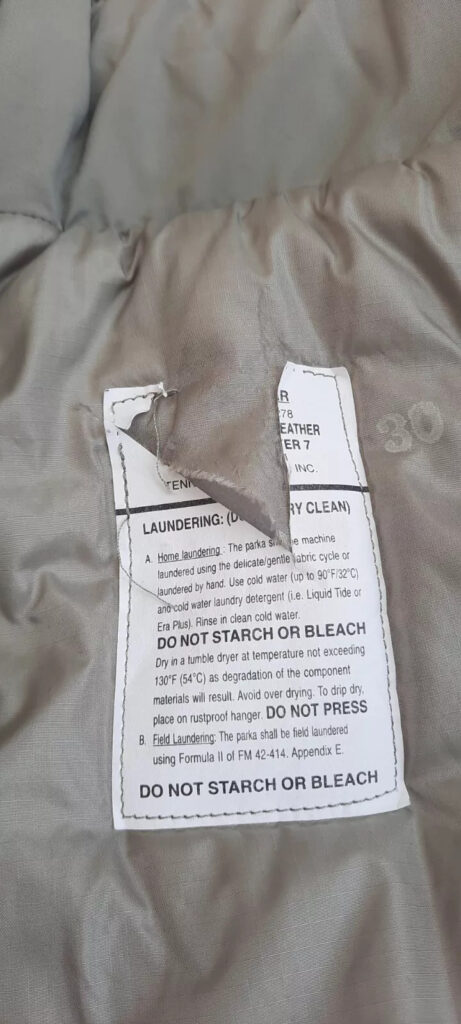 R
78
EATHER
ER 7
INC.
TENN
LAUNDERING: RY CLEAN)
30
A. Home laundering: The parka machine
laundered using the delicate/gentle fabric cycle or
laundered by hand. Use cold water (up to 90°F/32°C)
and cold water laundry detergent (i.e. Liquid Tide or
Era Plus). Rinse in clean cold water.
DO NOT STARCH OR BLEACH
Dry in a tumble dryer at temperature not exceeding
130°F (54°C) as degradation of the component
materials will result. Avoid over drying. To drip dry,
place on rustproof hanger. DO NOT PRESS
B. Field Laundering: The parka shall be field laundered
using Formula II of FM 42-414. Appendix E.
DO NOT STARCH OR BLEACH